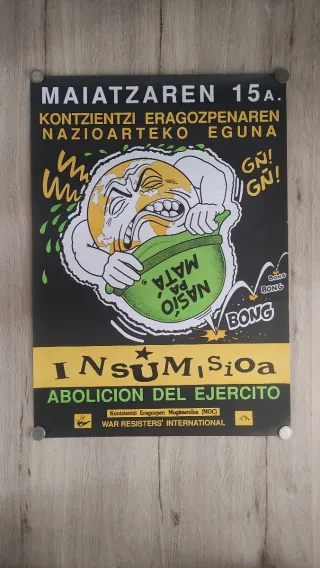 MAIATZAREN 15A.
KONTZIENTZI ERAGOZPENAREN
NAZIOARTEKO EGUNA
GÑ!
GÑ!
NASÍO
PA
MATÁ
BONG
BONG
BONG
INSUMISIOA
ABOLICION DEL EJERCITO
Kontzientzi Eragozpen Mugimendua (MOC)
WAR RESISTERS' INTERNATIONAL